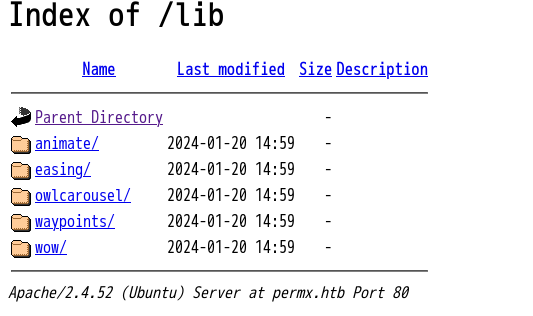 Index of /lib
Name Last modified Size Description
Parent Directory -
animate/ 2024-01-20 14:59 -
easing/ 2024-01-20 14:59 -
owlcarousel/ 2024-01-20 14:59 -
waypoints/ 2024-01-20 14:59 -
wow/ 2024-01-20 14:59 -
Apache/2.4.52 (Ubuntu) Server at permx.htb Port 80